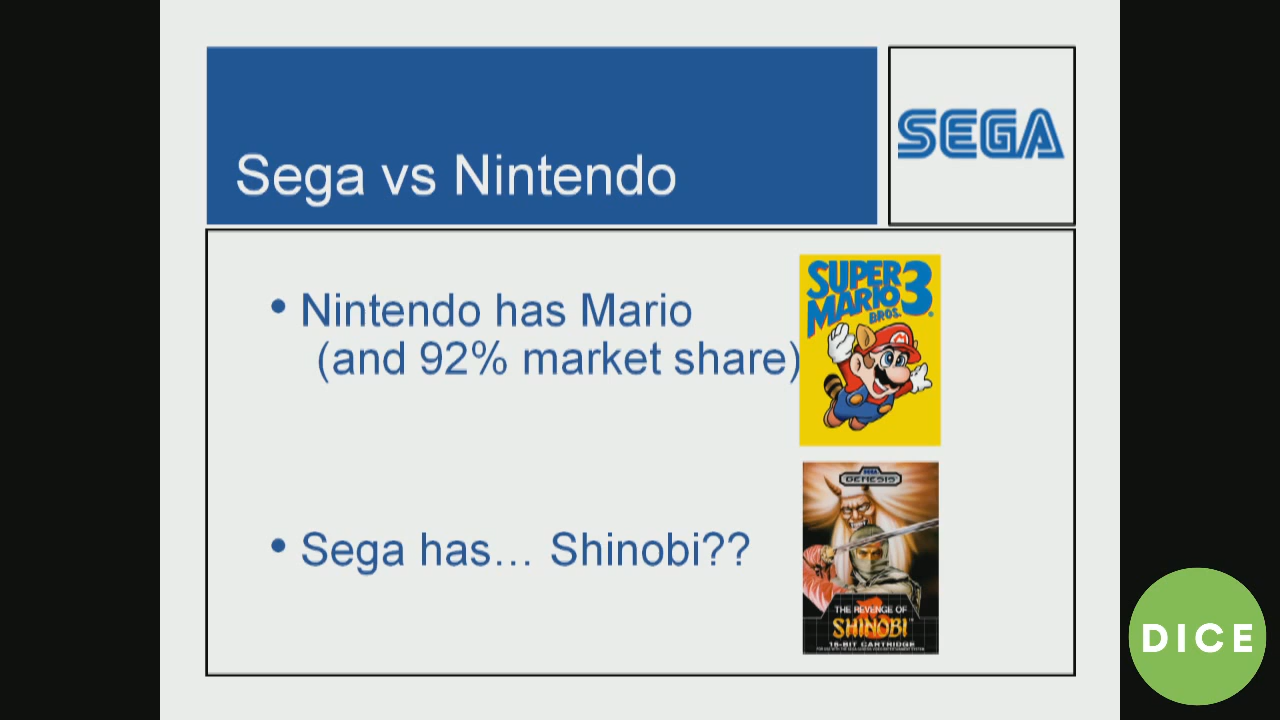 Sega vs Nintendo
SEGA
• Nintendo has Mario
(and 92% market share)
SUPER
MARIO 3
BROS.
• Sega has... Shinobi??
SEGA
GENESIS
THE REVENGE OF
SHINOBI
16-BIT CARTRIDGE
DICE